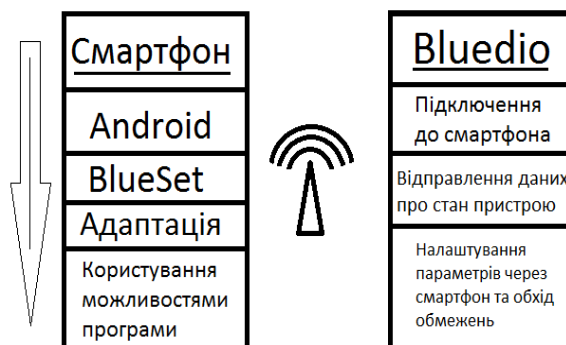 Смартфон
Android
BlueSet
Адаптація
Користування
можливостями
програми
Bluedio
Підключення
до смартфона
Відправлення даних
про стан пристрою
Налаштування
параметрів через
смартфон та обхід
обмежень